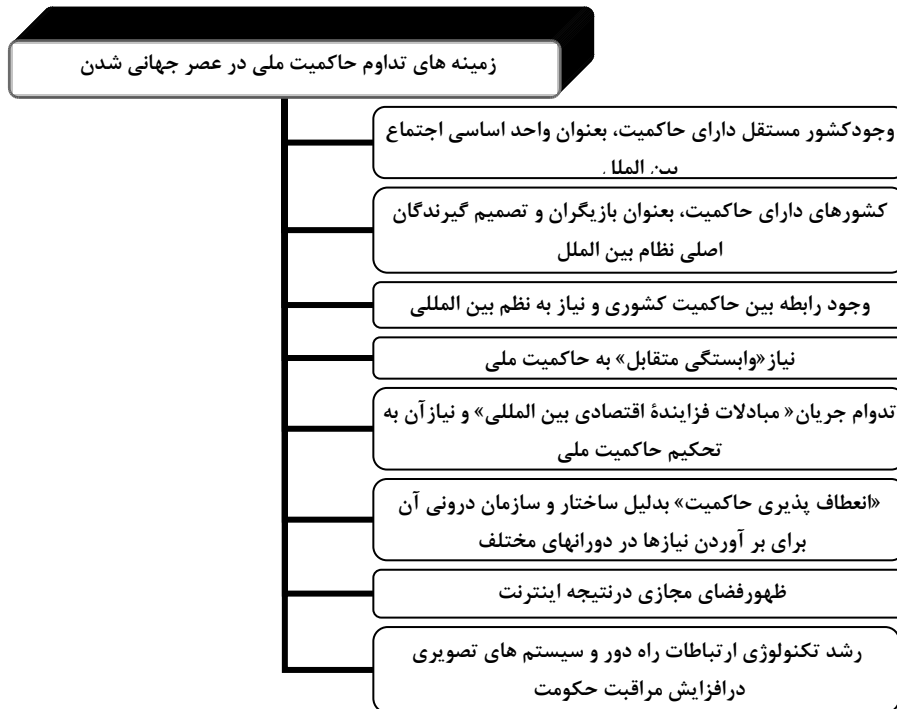 زمینه های تداوم حاکمیت ملی در عصر جهانی شدن
وجودکشور مستقل دارای حاکمیت، بعنوان واحد اساسی اجتماع
بین الملل
کشورهای دارای حاکمیت، بعنوان بازیگران و تصمیم گیرندگان
اصلی نظام بین الملل
وجود رابطه بین حاکمیت کشوری و نیاز به نظم بین المللی
نیاز«وابستگی متقابل» به حاکمیت ملی
تدوام جریان« مبادلات فزایندهٔ اقتصادی بین المللی» و نیازآن به
تحکیم حاکمیت ملی
«انعطاف پذیری حاکمیت» بدلیل ساختار و سازمان درونی آن
برای بر آوردن نیازها در دورانهای مختلف
ظهورفضای مجازی درنتیجه اینترنت
رشد تکنولوژی ارتباطات راه دور و سیستم های تصویری
درافزایش مراقبت حکومت